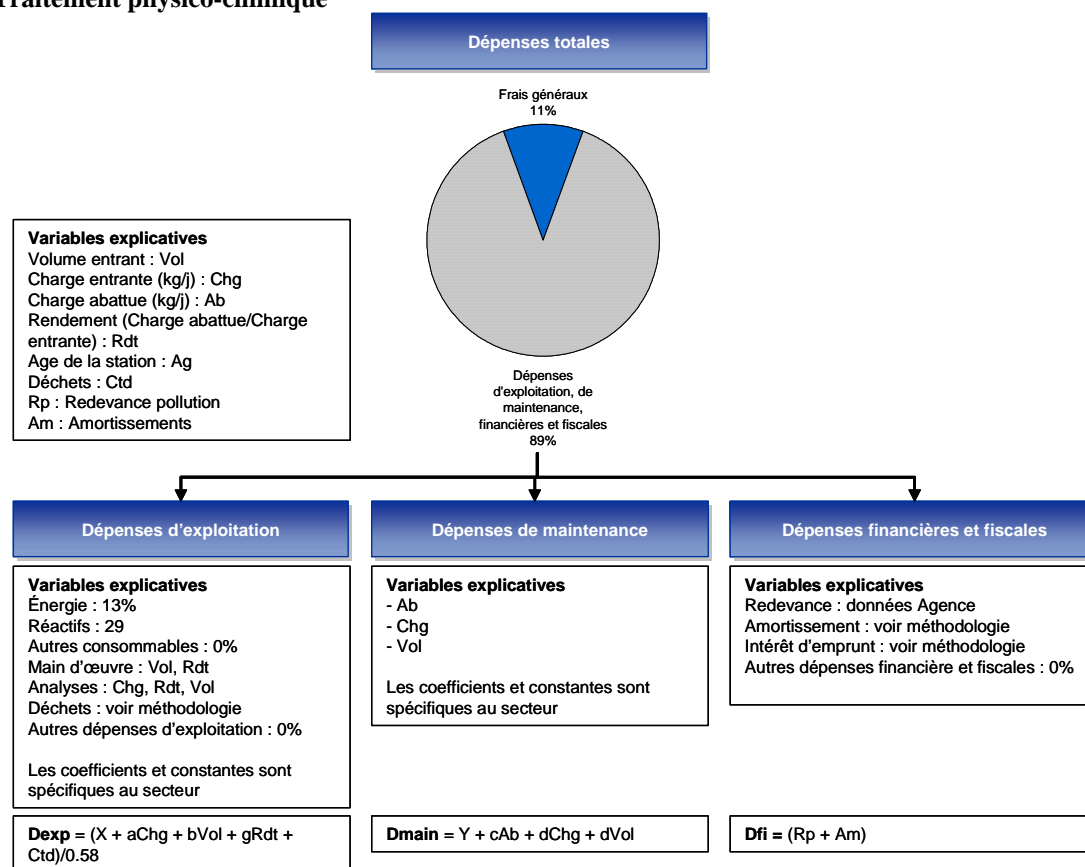 Traitement physico-chimique
Dépenses totales
Frais généraux
11%
Variables explicatives
Volume entrant : Vol
Charge entrante (kg/j) : Chg
Charge abattue (kg/j) : Ab
Rendement (Charge abattue/Charge
entrante) : Rdt
Age de la station : Ag
Déchets : Ctd
Rp : Redevance pollution
Am : Amortissements
Dépenses
d'exploitation, de
maintenance,
financières et fiscales
89%
Dépenses d'exploitation
Variables explicatives
Énergie : 13%
Réactifs : 29
Autres consommables : 0%
Main d'œuvre : Vol, Rdt
Analyses : Chg, Rdt, Vol
Déchets : voir méthodologie
Autres dépenses d'exploitation : 0%
Les coefficients et constantes sont
spécifiques au secteur
Dexp = (X + aChg + bVol + gRdt +
Ctd)/0.58
Dépenses de maintenance
Variables explicatives
- Ab
- Chg
- Vol
Les coefficients et constantes sont
spécifiques au secteur
Dmain = Y + cAb + dChg + dVol
Dépenses financières et fiscales
Variables explicatives
Redevance : données Agence
Amortissement : voir méthodologie
Intérêt d'emprunt : voir méthodologie
Autres dépenses financière et fiscales : 0%
Dfi = (Rp + Am)